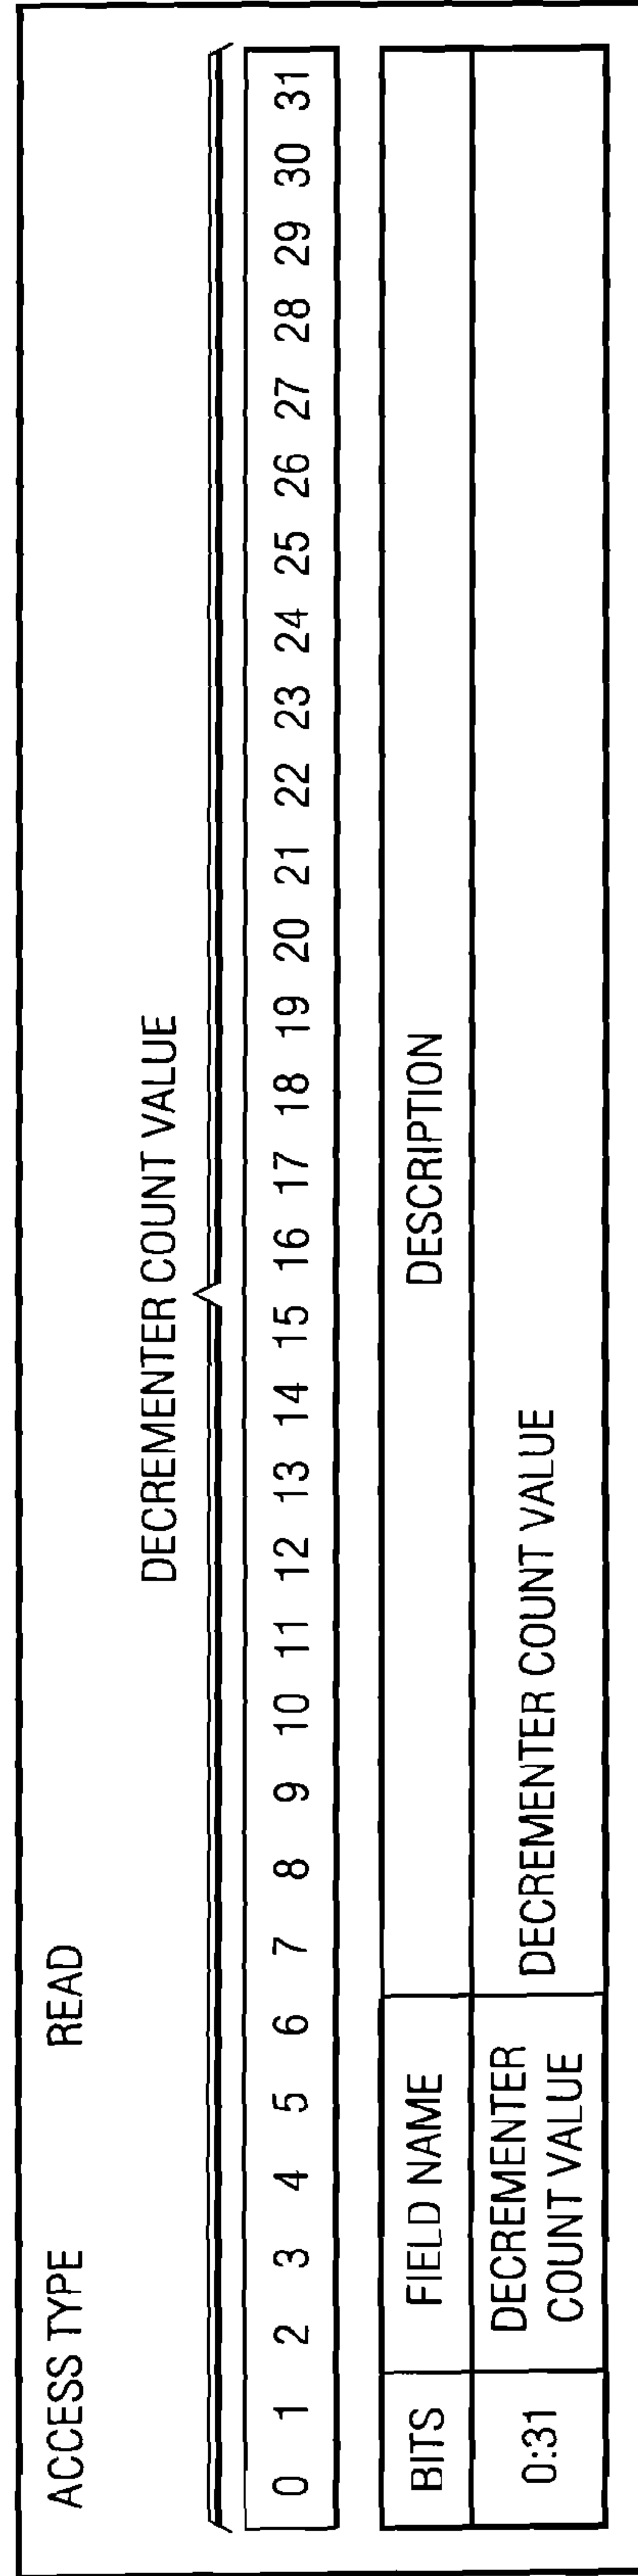 ACCESS TYPE READ
DECREMENTER COUNT VALUE
0 1 2 3 4 5 6 7 8 9 10 11 12 13 14 15 16 17 18 19 20 21 22 23 24 25 26 27 28 29 30 31
BITS FIELD NAME DESCRIPTION
0:31 DECREMENTER COUNT VALUE DECREMENTER COUNT VALUE